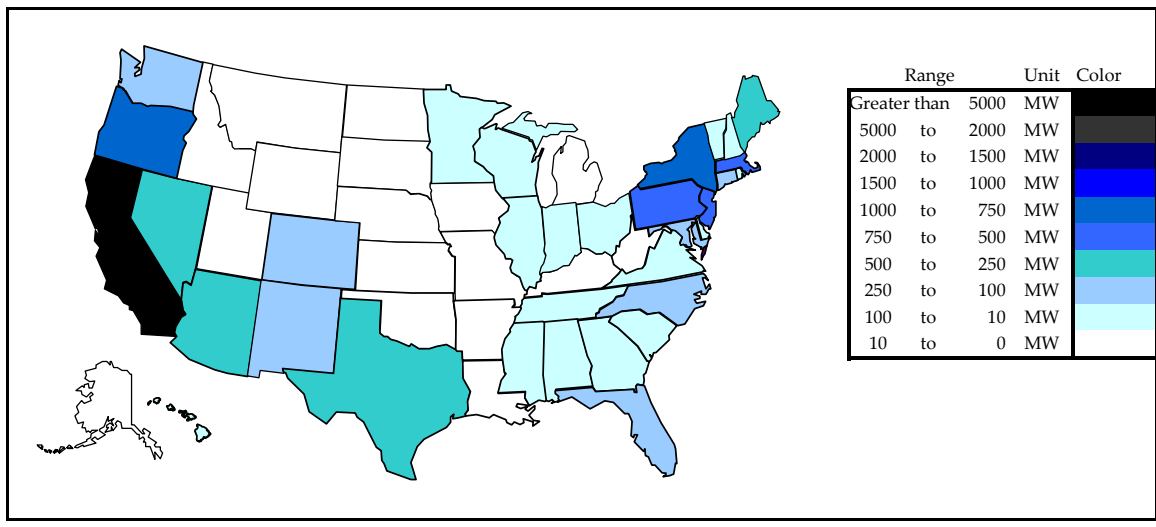 Range Unit Color
Greater than 5000 MW
5000 to 2000 MW
2000 to 1500 MW
1500 to 1000 MW
1000 to 750 MW
750 to 500 MW
500 to 250 MW
250 to 100 MW
100 to 10 MW
10 to 0 MW